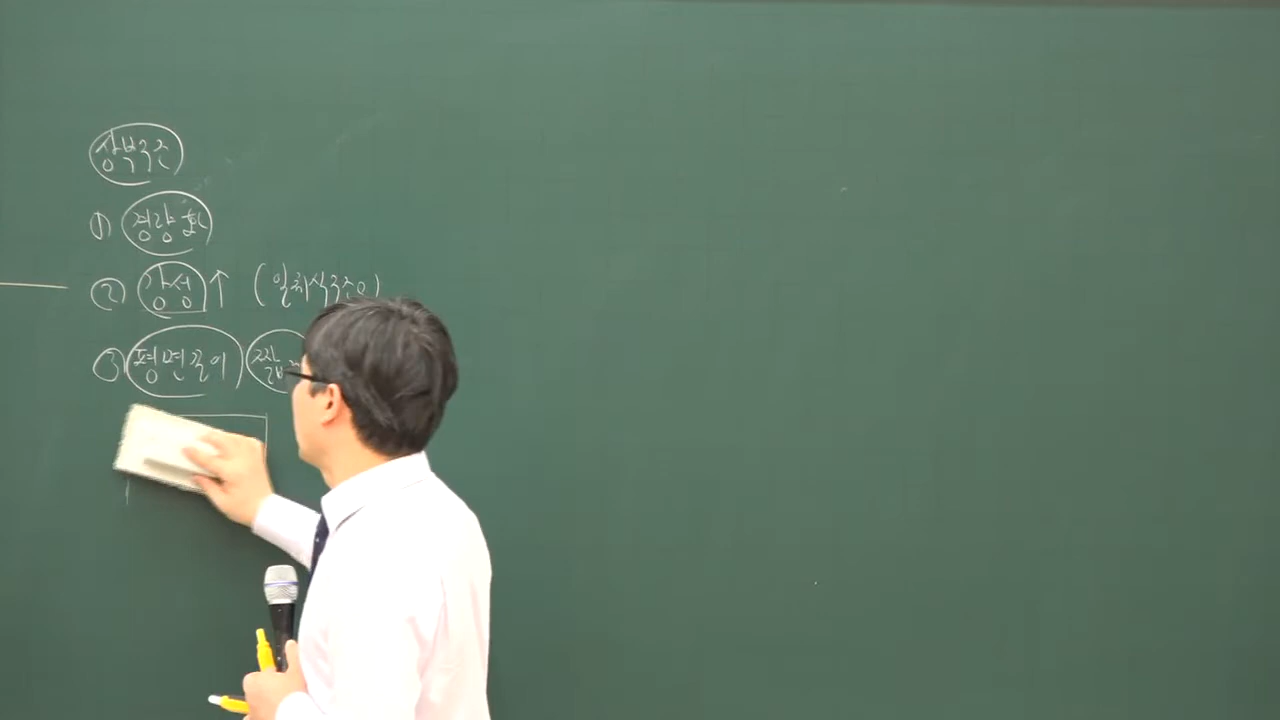 상부구조
① 경량화
② 강성↑ (일체식구조)
③ 평면길이 짧